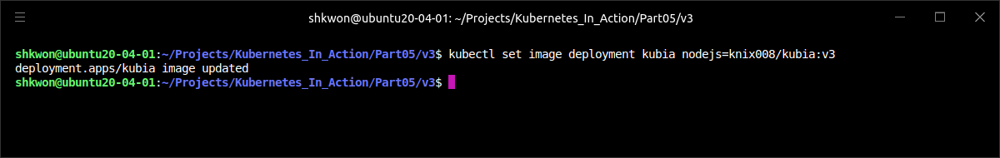 shkwon@ubuntu20-04-01: ~/Projects/Kubernetes_In_Action/Part05/v3
shkwon@ubuntu20-04-01:~/Projects/Kubernetes_In_Action/Part05/v3$ kubectl set image deployment kubia nodejs=knix008/kubia:v3
deployment.apps/kubia image updated
shkwon@ubuntu20-04-01:~/Projects/Kubernetes_In_Action/Part05/v3$